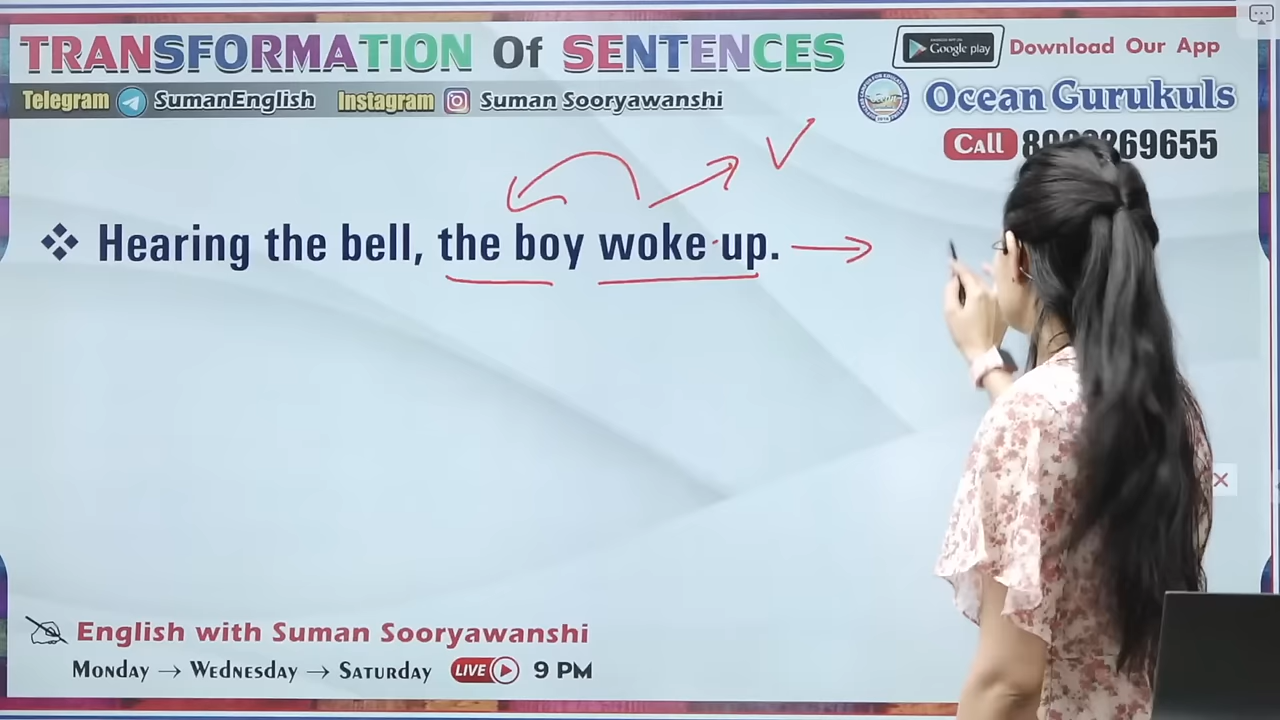 TRANSFORMATION Of SENTENCES
Google play
Download Our App
Telegram SumanEnglish Instagram Suman Sooryawanshi
Ocean Gurukuls
CALL 269655
❖ Hearing the bell, the boy woke up. →
V
English with Suman Sooryawanshi
MONDAY → WEDNESDAY → SATURDAY LIVE 9 PM